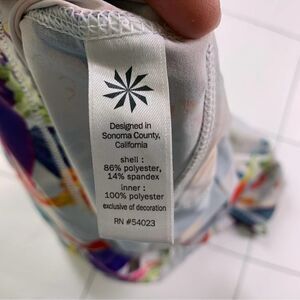 Designed in
Sonoma County,
California
shell :
86% polyester,
14% spandex
inner :
100% polyester
exclusive of decoration
RN #54023